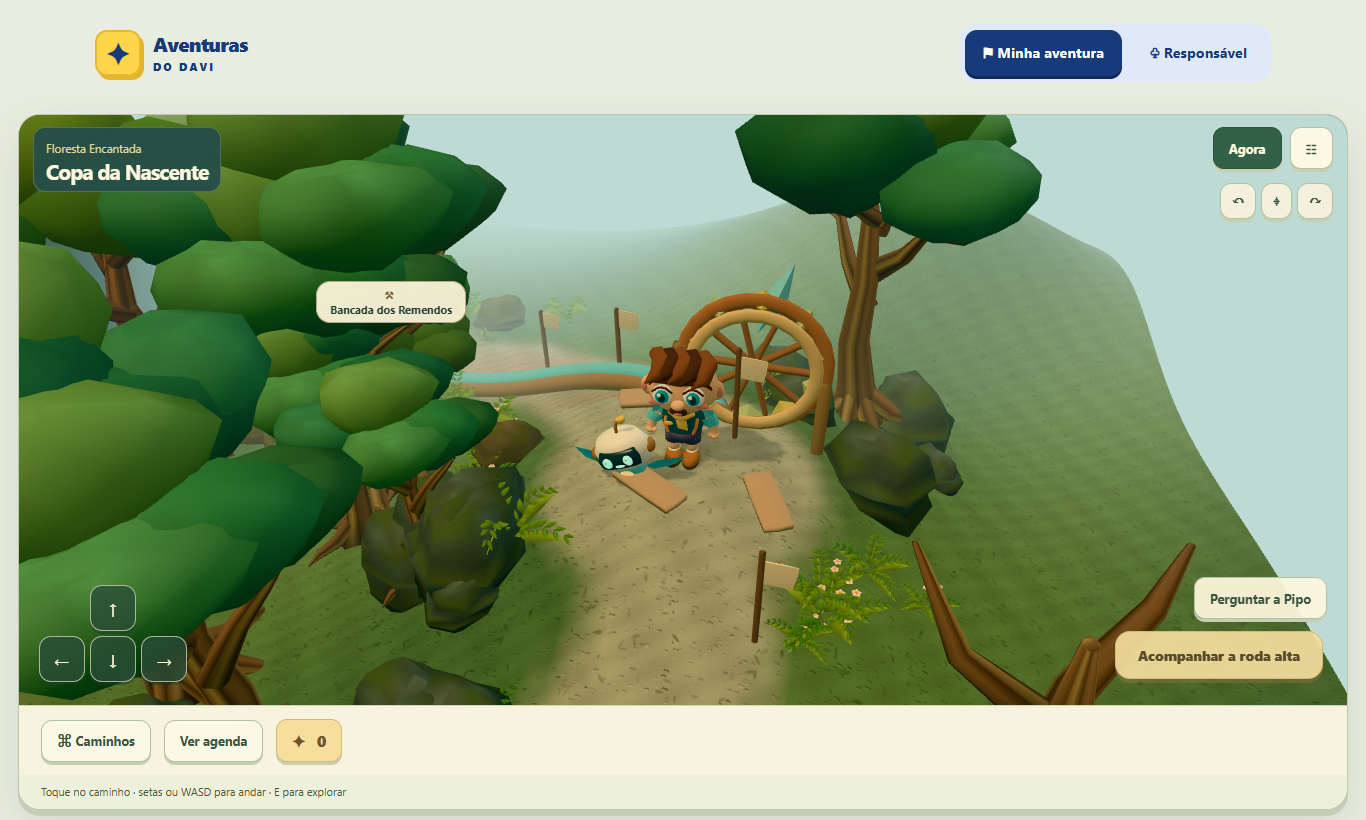 Aventuras
DO DAVI
Minha aventura
Responsável
Floresta Encantada
Copa da Nascente
Agora
Bancada dos Remendos
Perguntar a Pipo
Acompanhar a roda alta
Caminhos
Ver agenda
0
Toque no caminho · setas ou WASD para andar · E para explorar